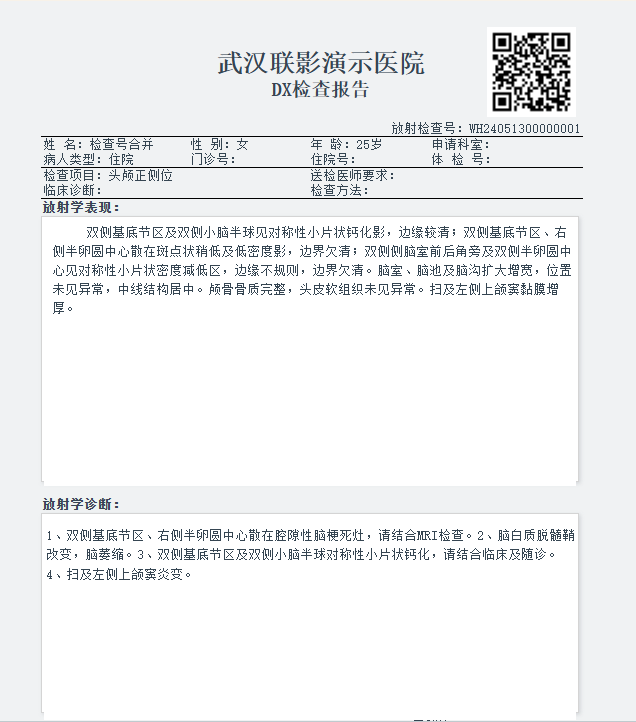 武汉联影演示医院
DX检查报告
放射检查号：WH24051300000001
姓 名：检查号合并 性 别：女 年 龄：25岁 申请科室：
病人类型：住院 门诊号： 住院号： 体 检 号：
检查项目：头颅正侧位 送检医师要求：
临床诊断： 检查方法：
放射学表现：
双侧基底节区及双侧小脑半球见对称性小片状钙化影，边缘较清；双侧基底节区、右
侧半卵圆中心散在斑点状稍低及低密度影，边界欠清；双侧侧脑室前后角旁及双侧半卵圆中
心见对称性小片状密度减低区，边缘不规则，边界欠清。脑室、脑池及脑沟扩大增宽，位置
未见异常，中线结构居中。颅骨骨质完整，头皮软组织未见异常。扫及左侧上颌窦黏膜增
厚。
放射学诊断：
1、双侧基底节区、右侧半卵圆中心散在腔隙性脑梗死灶，请结合MRI检查。2、脑白质脱髓鞘
改变，脑萎缩。3、双侧基底节区及双侧小脑半球对称性小片状钙化，请结合临床及随诊。
4、扫及左侧上颌窦炎变。